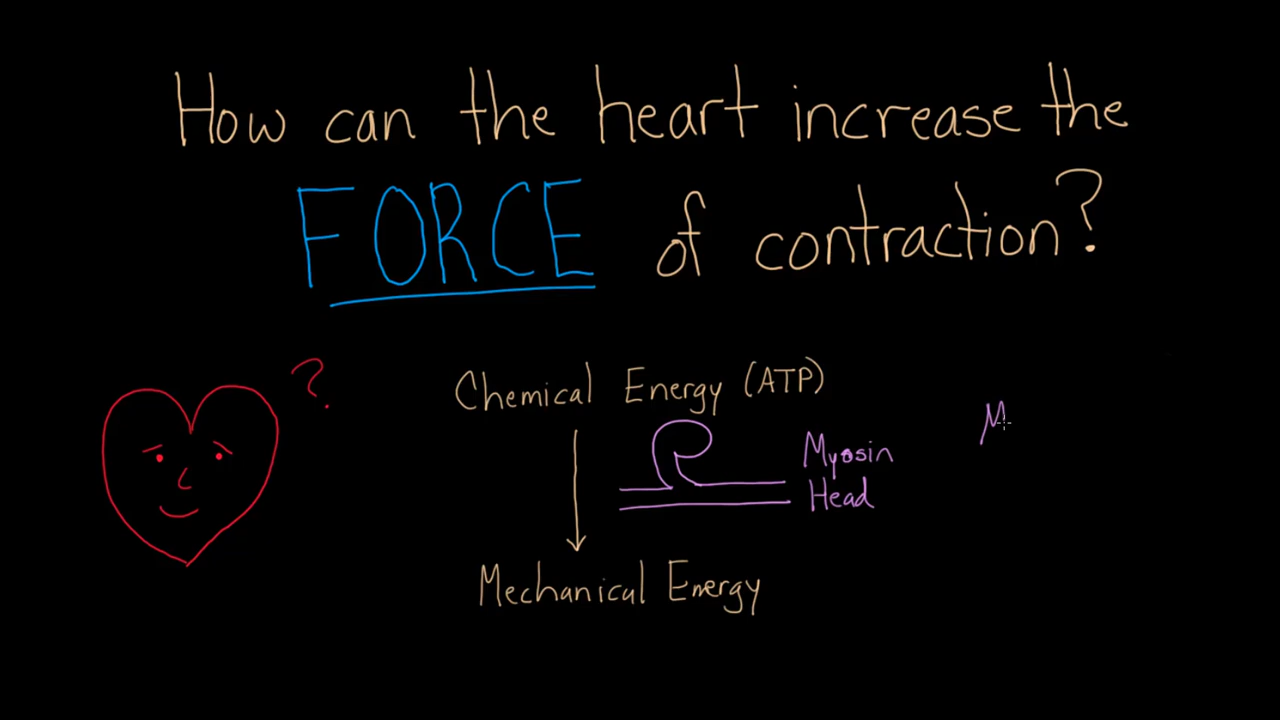 How can the heart increase the
FORCE of contraction?
?
Chemical Energy (ATP)
Myosin
Head
M
Mechanical Energy